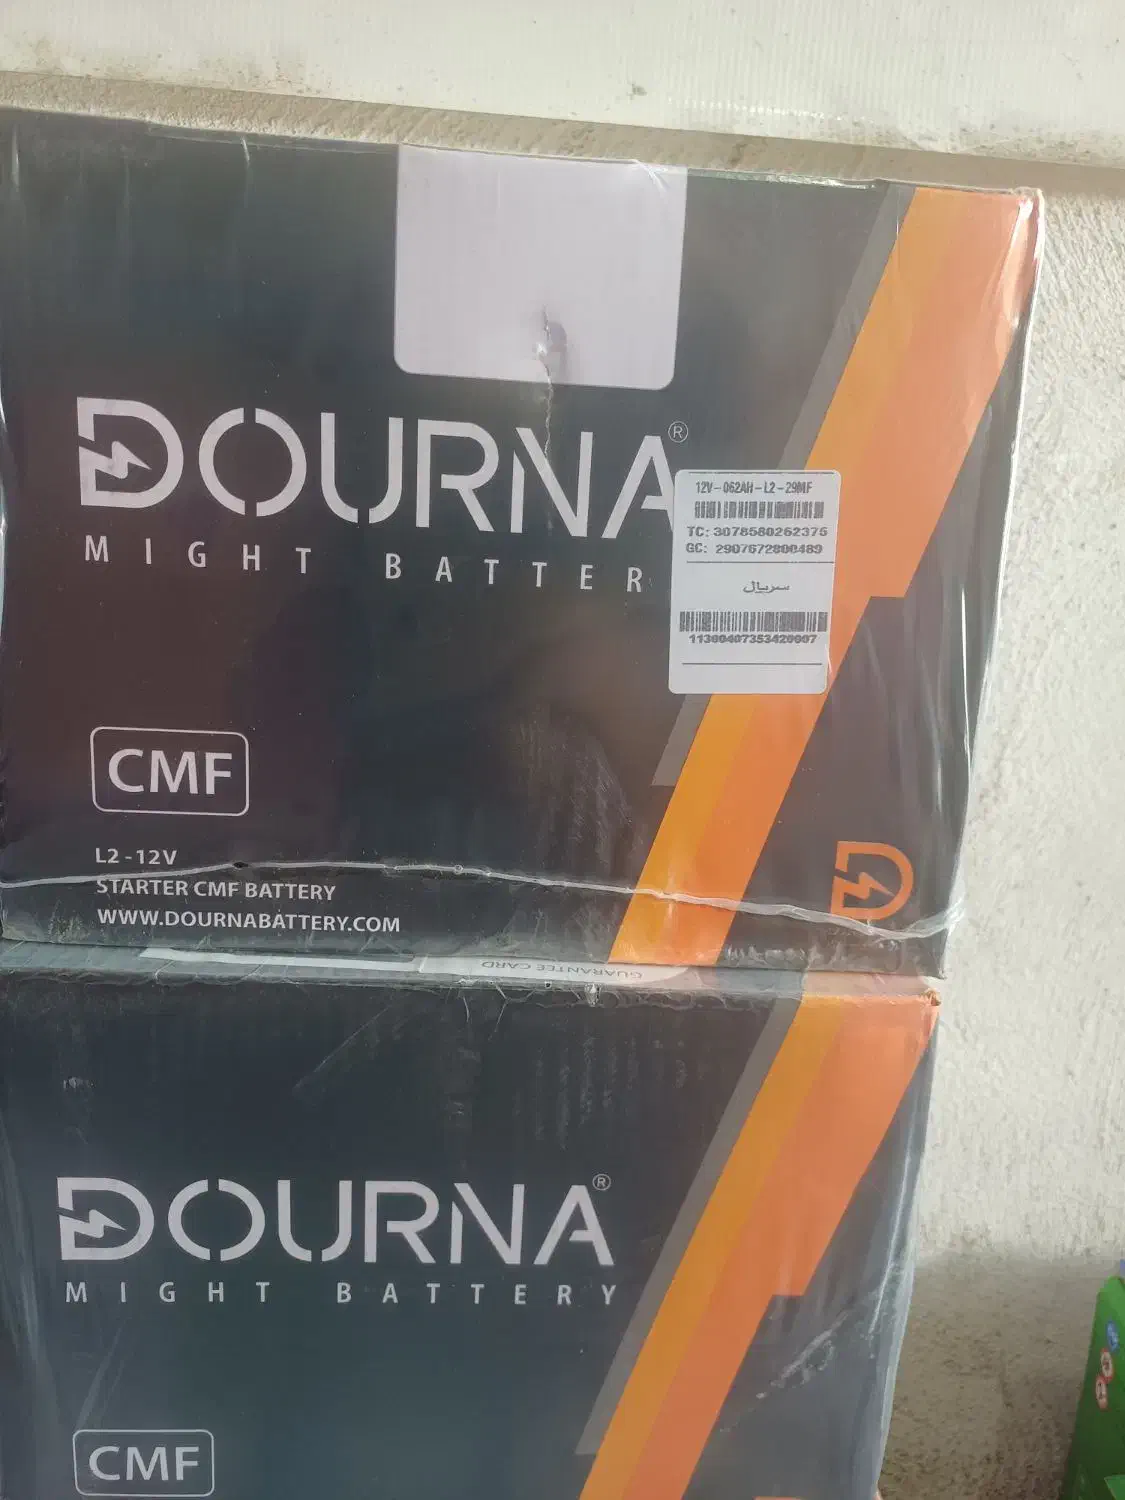 DOURNA®
MIGHT BATTER
12V-062AH-L2-29MF
TC: 3078580262375
GC: 2907672800489
سریال
11300407353420007
CMF
L2-12V
STARTER CMF BATTERY
WWW.DOURNABATTERY.COM
GUARANTEE CARD
DOURNA®
MIGHT BATTERY
CMF